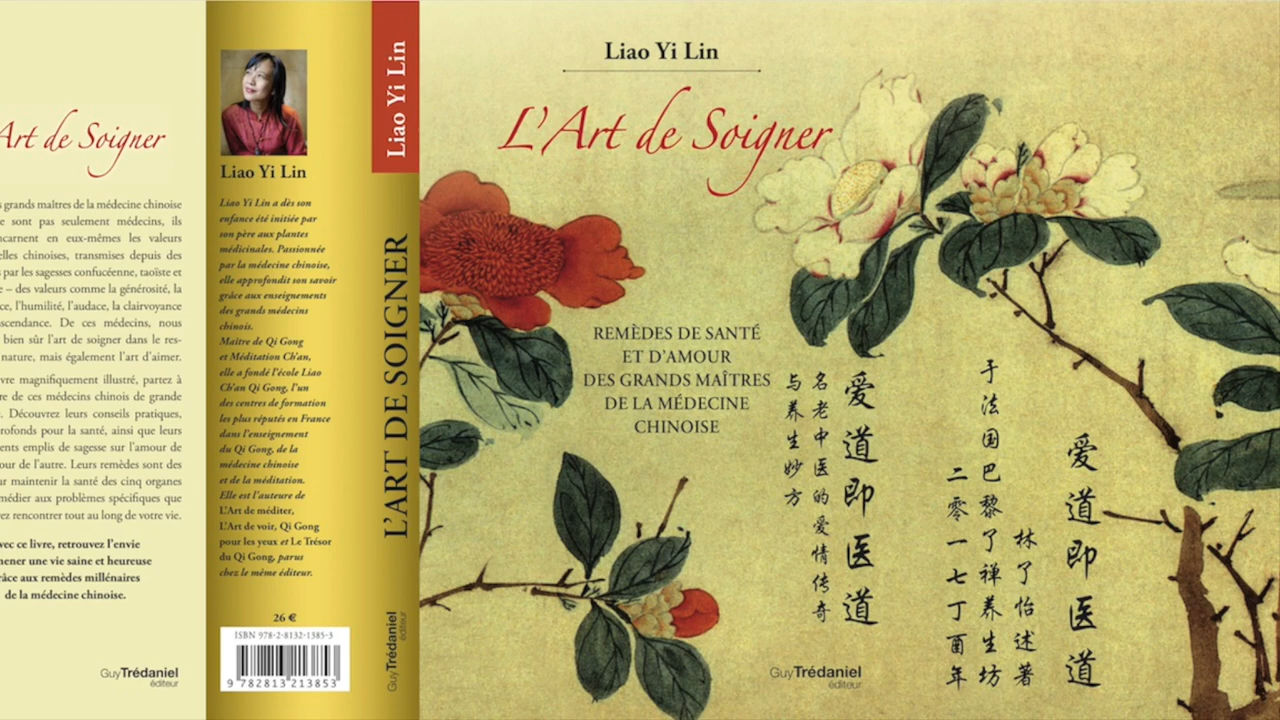 Art de Soigner
s grands maîtres de la médecine chinoise
e sont pas seulement médecins, ils
ncarnent en eux-mêmes les valeurs
elles chinoises, transmises depuis des
s par les sagesses confucéenne, taoïste et
e – des valeurs comme la générosité, la
ce, l'humilité, l'audace, la clairvoyance
scendance. De ces médecins, nous
bien sûr l'art de soigner dans le res-
nature, mais également l'art d'aimer.
vre magnifiquement illustré, partez à
re de ces médecins chinois de grande
. Découvrez leurs conseils pratiques,
rofonds pour la santé, ainsi que leurs
ents emplis de sagesse sur l'amour de
our de l'autre. Leurs remèdes sont des
ur maintenir la santé des cinq organes
médier aux problèmes spécifiques que
rez rencontrer tout au long de votre vie.
vec ce livre, retrouvez l'envie
mener une vie saine et heureuse
râce aux remèdes millénaires
de la médecine chinoise.
GuyTrédaniel
éditeur
Liao Yi Lin
Liao Yi Lin a dès son
enfance été initiée par
son père aux plantes
médicinales. Passionnée
par la médecine chinoise,
elle approfondit son savoir
grâce aux enseignements
des grands médecins
chinois.
Maître de Qi Gong
et Méditation Ch'an,
elle a fondé l'école Liao
Ch'an Qi Gong, l'un
des centres de formation
les plus réputés en France
dans l'enseignement
du Qi Gong, de la
médecine chinoise
et de la méditation.
Elle est l'auteure de
L'Art de méditer,
L'Art de voir, Qi Gong
pour les yeux et Le Trésor
du Qi Gong, parus
chez le même éditeur.
26 €
ISBN 978-2-8132-1385-3
9 782813 213853
Liao Yi Lin
L'ART DE SOIGNER
GuyTrédaniel
éditeur
Liao Yi Lin
L'Art de Soigner
REMÈDES DE SANTÉ
ET D'AMOUR
DES GRANDS MAÎTRES
DE LA MÉDECINE
CHINOISE
爱道即医道
名老中医的爱情传奇
与养生妙方
爱道即医道
林了怡述著
于法国巴黎了禅养生坊
二零一七丁酉年
GuyTrédaniel
éditeur